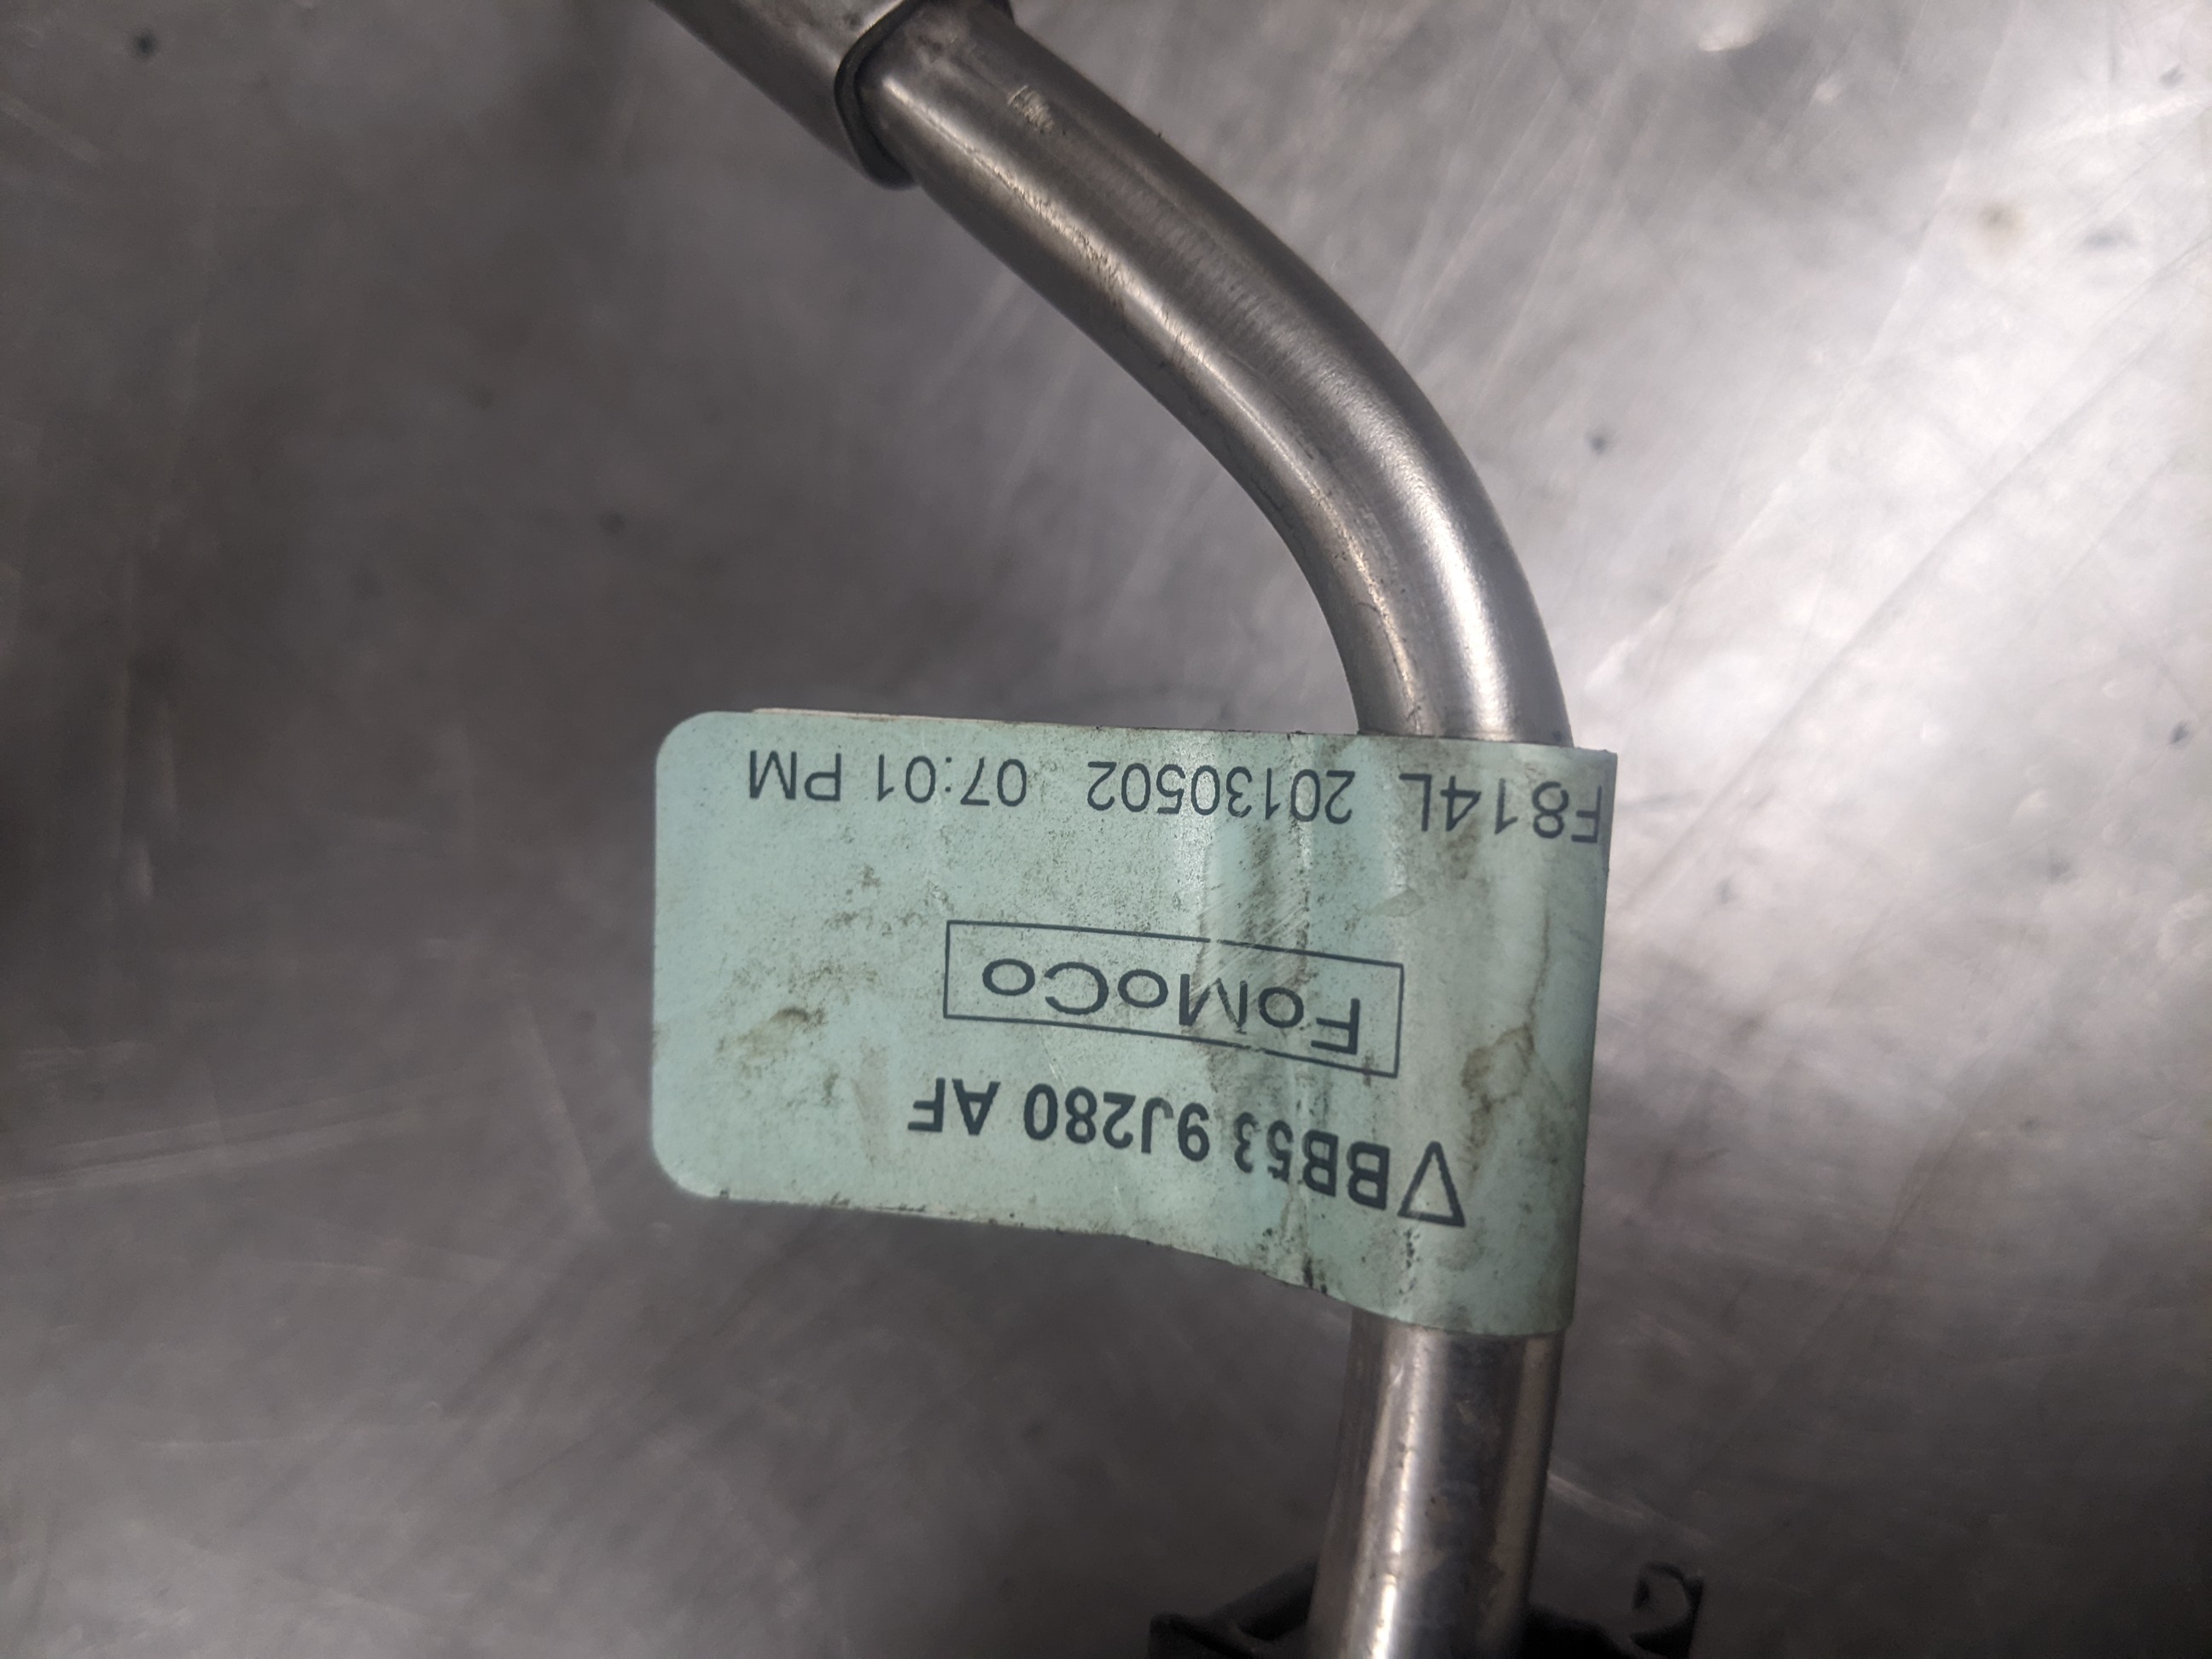 ∇BB53 9J280 AF
FoMoCo
F814L 20130502 07:01 PM